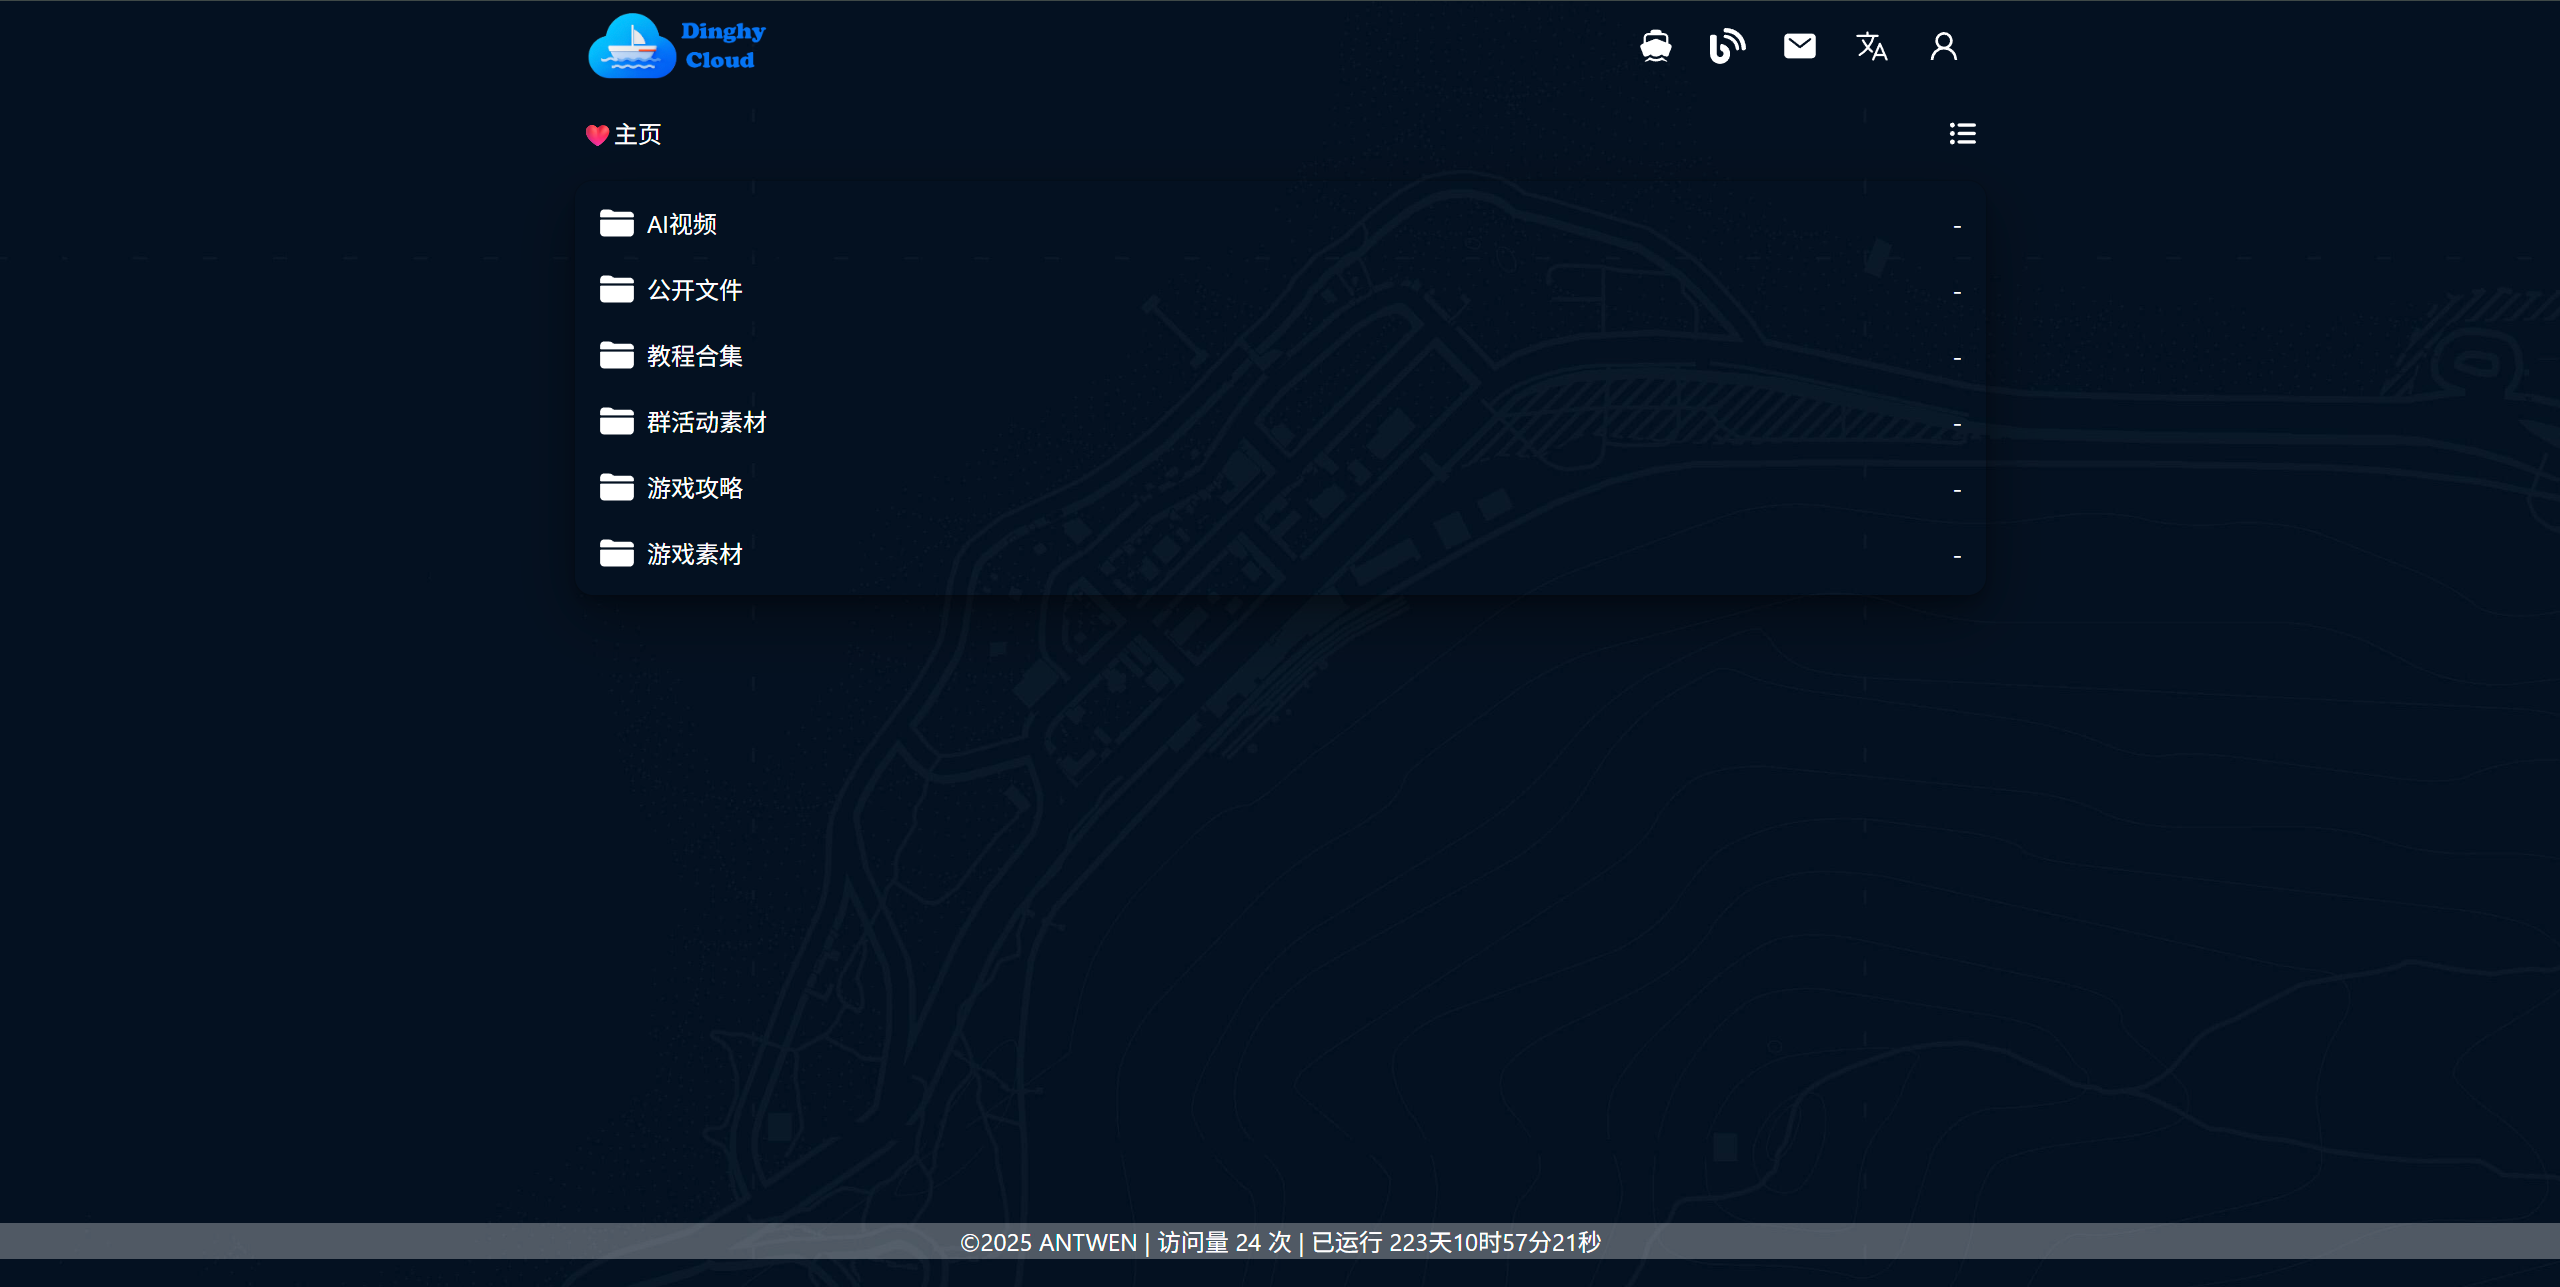 Dinghy
Cloud
主页
AI视频 -
公开文件 -
教程合集 -
群活动素材 -
游戏攻略 -
游戏素材 -
©2025 ANTWEN | 访问量 24 次 | 已运行 223天10时57分21秒